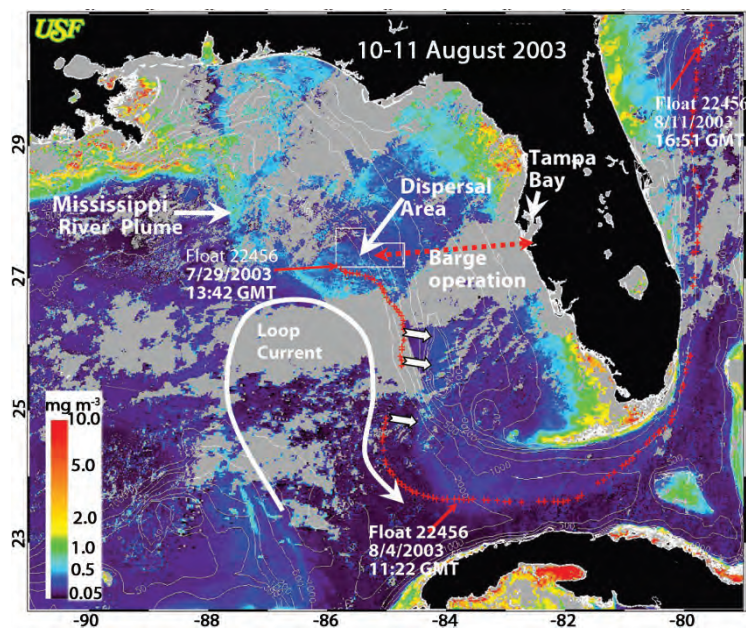 USF
10-11 August 2003
Float 22456
8/11/2003
16:51 GMT
Tampa
Bay
Dispersal
Area
Mississippi
River Plume
Float 22456
7/29/2003
13:42 GMT
Barge
operation
Loop
Current
mg m⁻³
10.0
5.0
2.0
1.0
0.5
0.05
Float 22456
8/4/2003
11:22 GMT
29
27
25
23
-90
-88
-86
-84
-82
-80